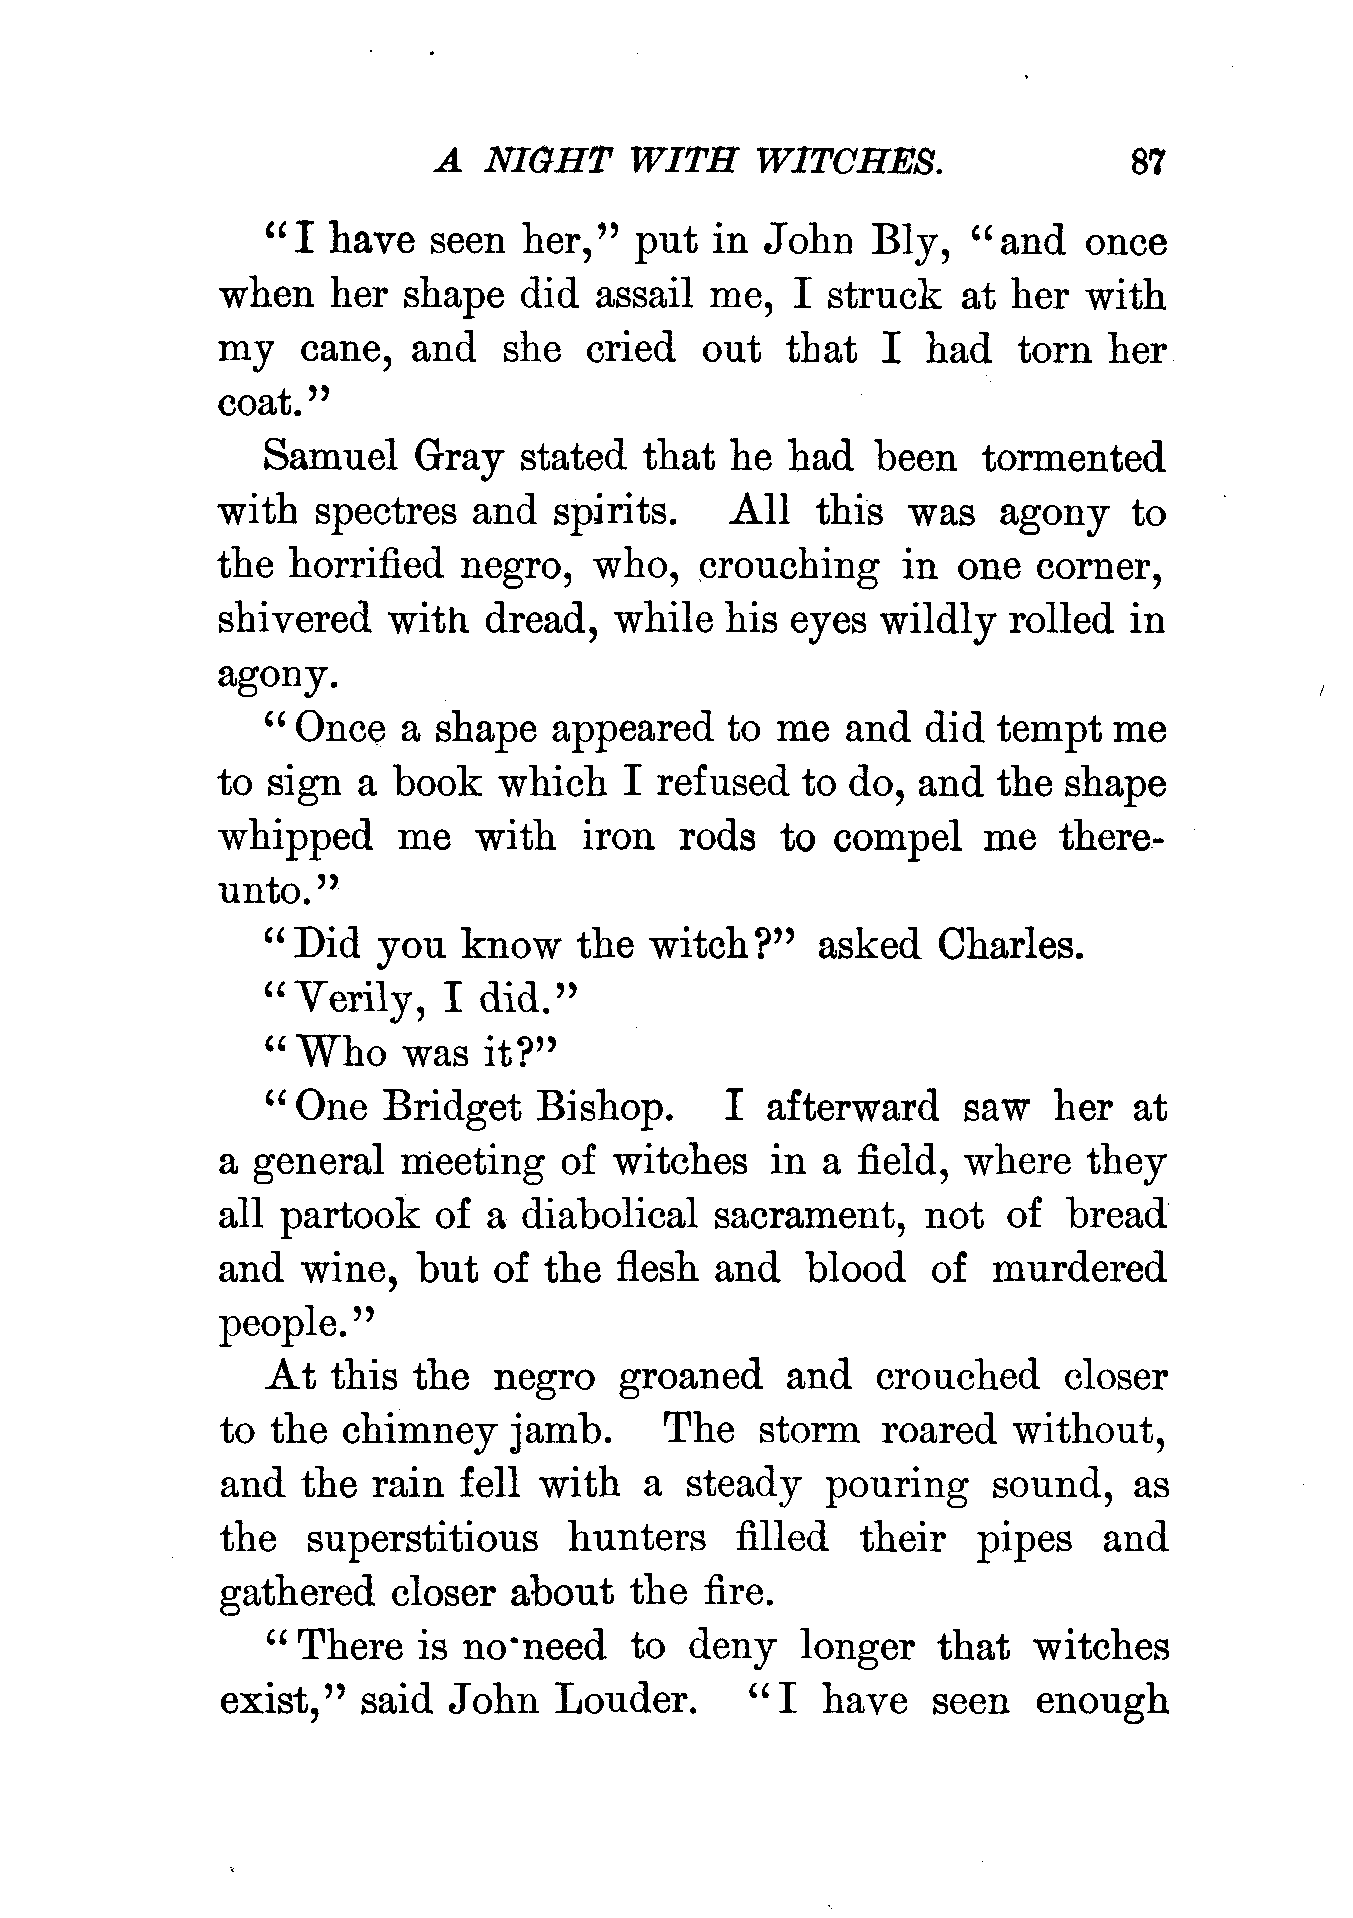 A NIGHT WITH WITCHES. 87
"I have seen her," put in John Bly, "and once
when her shape did assail me, I struck at her with
my cane, and she cried out that I had torn her
coat."
Samuel Gray stated that he had been tormented
with spectres and spirits. All this was agony to
the horrified negro, who, crouching in one corner,
shivered with dread, while his eyes wildly rolled in
agony.
"Once a shape appeared to me and did tempt me
to sign a book which I refused to do, and the shape
whipped me with iron rods to compel me there-
unto."
"Did you know the witch?" asked Charles.
"Verily, I did."
"Who was it?"
"One Bridget Bishop. I afterward saw her at
a general meeting of witches in a field, where they
all partook of a diabolical sacrament, not of bread
and wine, but of the flesh and blood of murdered
people."
At this the negro groaned and crouched closer
to the chimney jamb. The storm roared without,
and the rain fell with a steady pouring sound, as
the superstitious hunters filled their pipes and
gathered closer about the fire.
"There is no need to deny longer that witches
exist," said John Louder. "I have seen enough